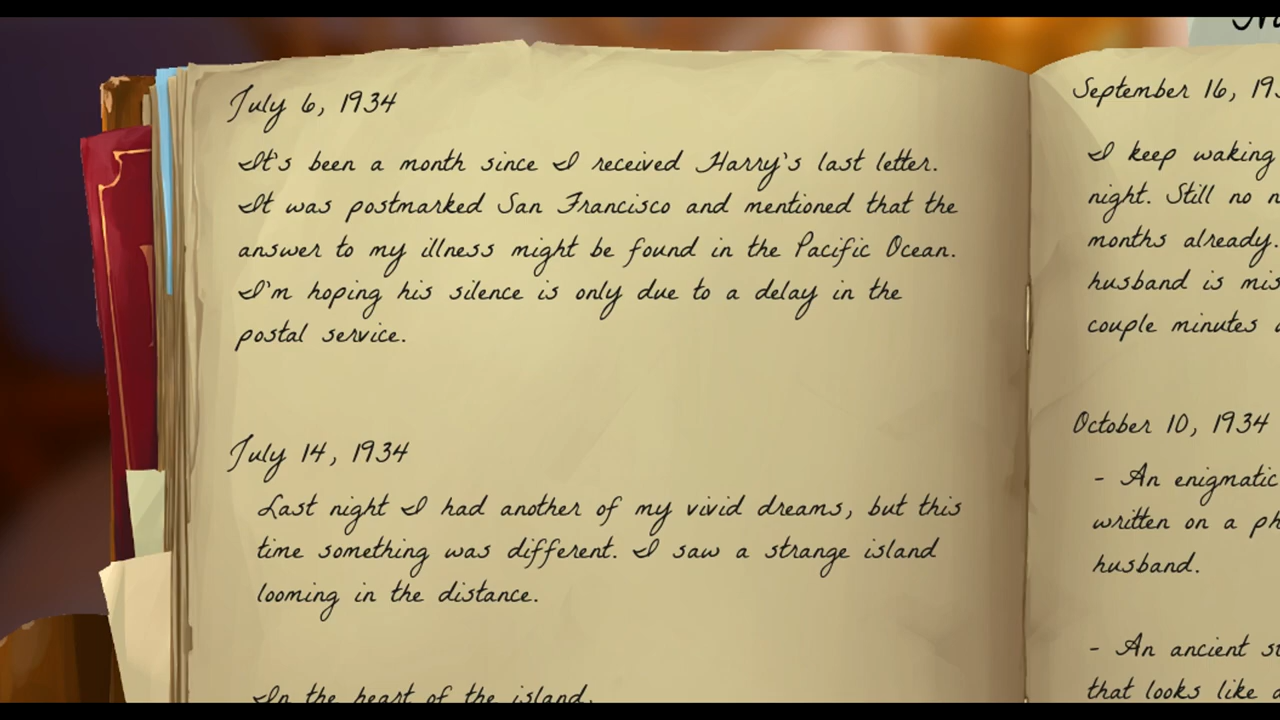 July 6, 1934
It's been a month since I received Harry's last letter.
It was postmarked San Francisco and mentioned that the
answer to my illness might be found in the Pacific Ocean.
I'm hoping his silence is only due to a delay in the
postal service.
July 14, 1934
Last night I had another of my vivid dreams, but this
time something was different. I saw a strange island
looming in the distance.
In the heart of the island,
September 16,
I keep waking
night. Still no
months already.
husband is
couple minutes
October 10, 1934
- An enigmatic
written on a
husband.
- An ancient
that looks like